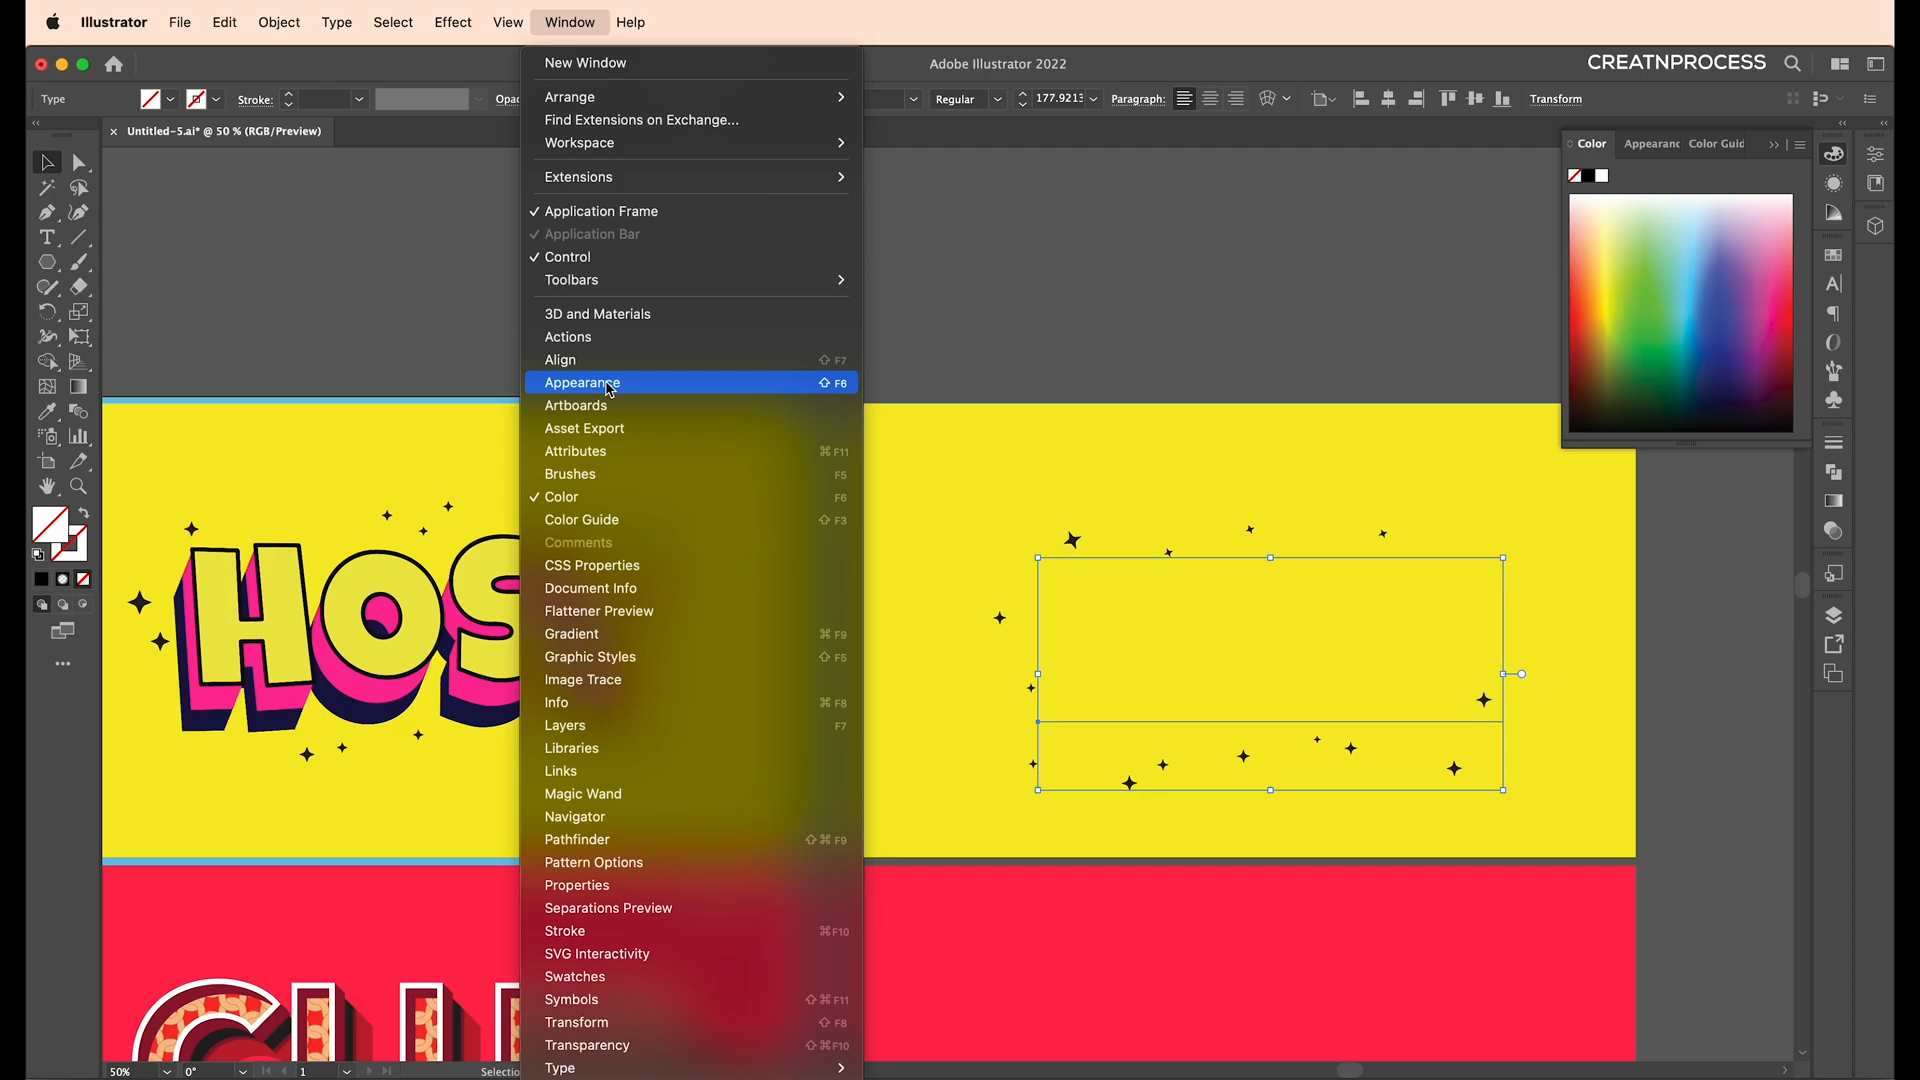 Illustrator File Edit Object Type Select Effect View Window Help
Adobe Illustrator 2022
CREATNPROCESS
Type
Stroke:
Opac
Regular
177.9213
Paragraph:
Transform
× Untitled-5.ai* @ 50 % (RGB/Preview)
New Window
Arrange
Find Extensions on Exchange...
Workspace
Extensions
✓ Application Frame
✓ Application Bar
✓ Control
Toolbars
3D and Materials
Actions
Align ⇧ F7
Appearance ⇧ F6
Artboards
Asset Export
Attributes ⌘F11
Brushes F5
✓ Color F6
Color Guide ⇧ F3
Comments
CSS Properties
Document Info
Flattener Preview
Gradient ⌘ F9
Graphic Styles ⇧ F5
Image Trace
Info ⌘ F8
Layers F7
Libraries
Links
Magic Wand
Navigator
Pathfinder ⇧⌘ F9
Pattern Options
Properties
Separations Preview
Stroke ⌘F10
SVG Interactivity
Swatches
Symbols ⇧⌘F11
Transform ⇧ F8
Transparency ⇧⌘F10
Type
Color Appearanc Color Guid
HOS
50% 0° 1 Selectio